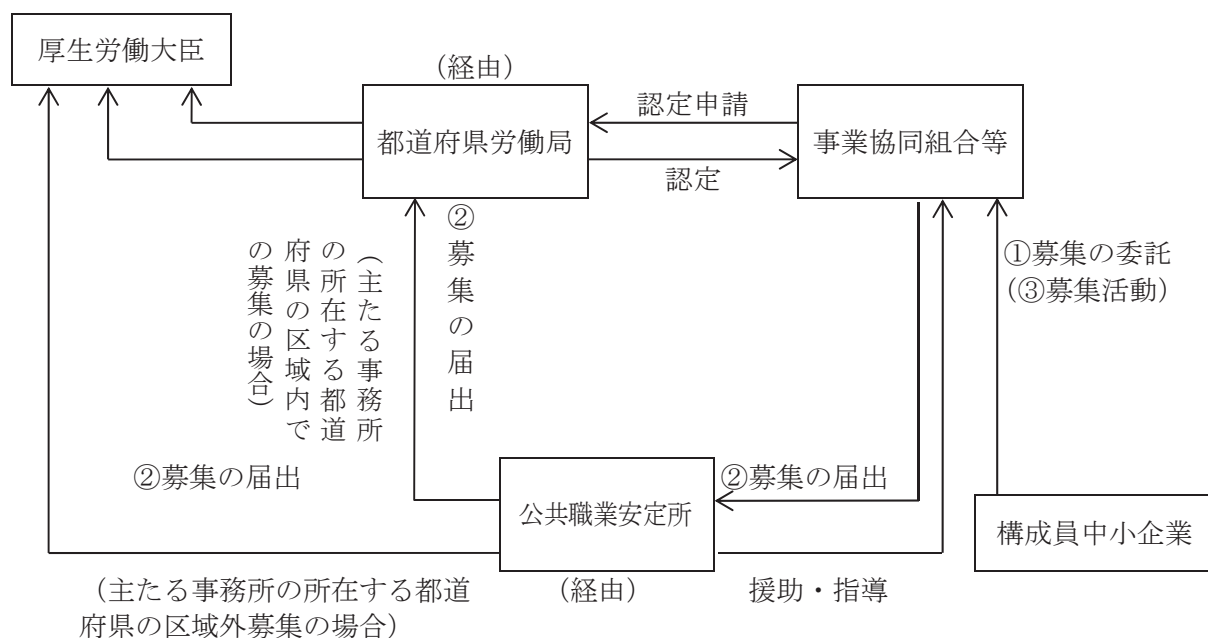 厚生労働大臣
(経由)
都道府県労働局
認定申請
認定
事業協同組合等
②募集の届出
(主たる事務所
の所在する都道
府県の区域内で
の募集の場合)
①募集の委託
(③募集活動)
②募集の届出
②募集の届出
公共職業安定所
構成員中小企業
(主たる事務所の所在する都道
府県の区域外募集の場合)
(経由)
援助・指導